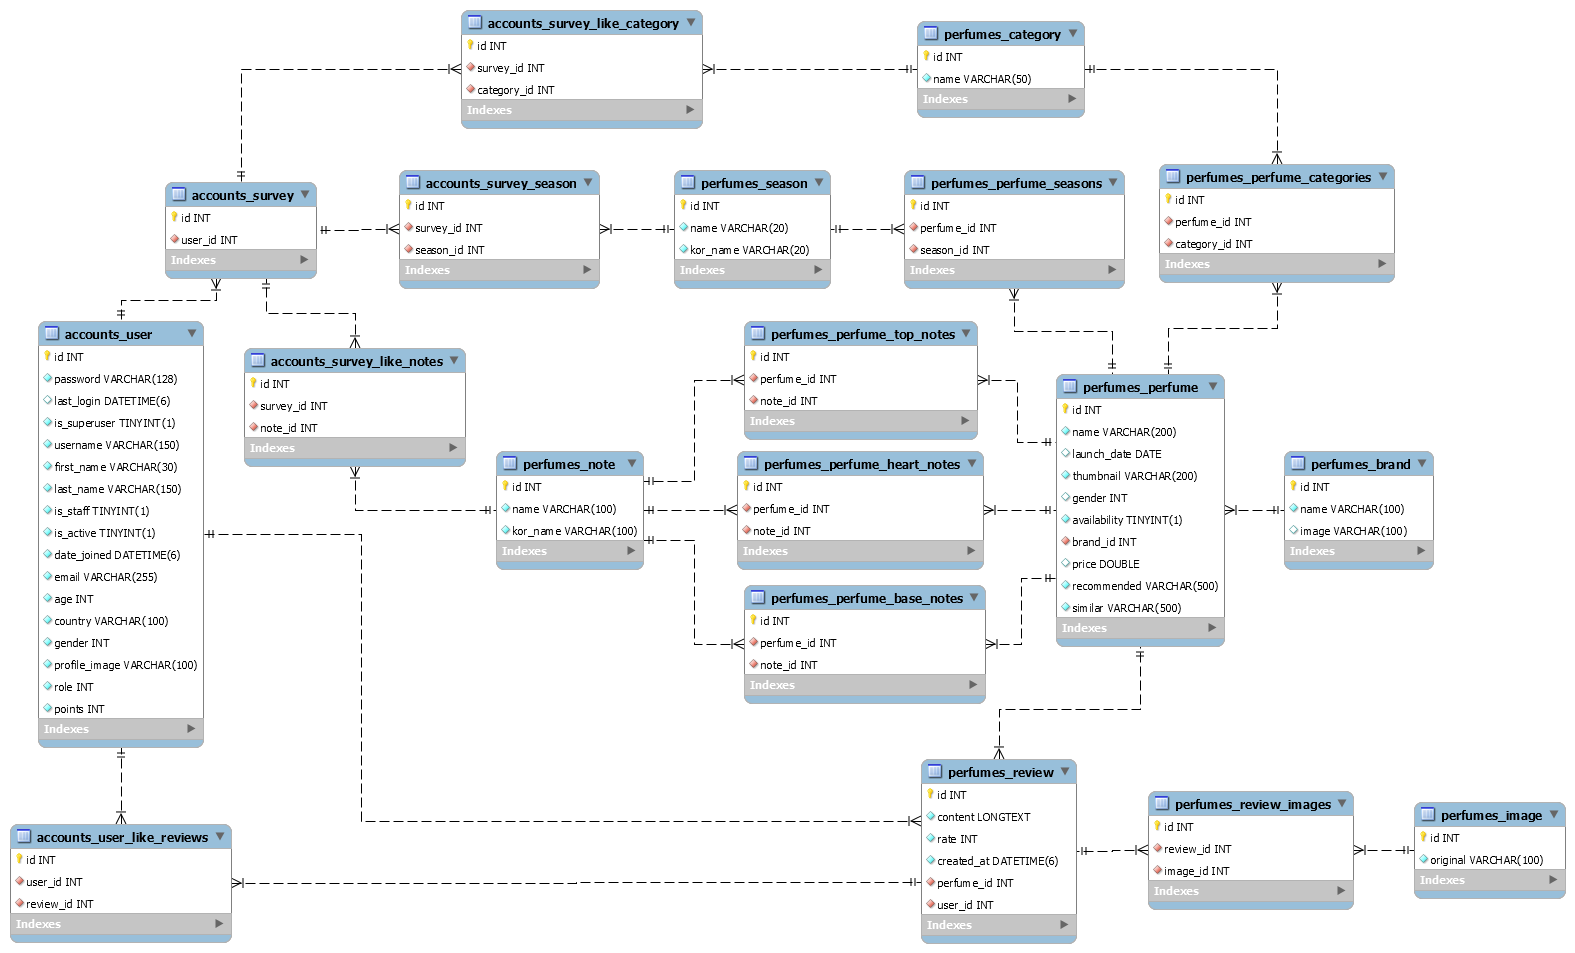 accounts_survey_like_category
id INT
survey_id INT
category_id INT
Indexes
perfumes_category
id INT
name VARCHAR(50)
Indexes
accounts_survey
id INT
user_id INT
Indexes
accounts_survey_season
id INT
survey_id INT
season_id INT
Indexes
perfumes_season
id INT
name VARCHAR(20)
kor_name VARCHAR(20)
Indexes
perfumes_perfume_seasons
id INT
perfume_id INT
season_id INT
Indexes
perfumes_perfume_categories
id INT
perfume_id INT
category_id INT
Indexes
accounts_user
id INT
password VARCHAR(128)
last_login DATETIME(6)
is_superuser TINYINT(1)
username VARCHAR(150)
first_name VARCHAR(30)
last_name VARCHAR(150)
is_staff TINYINT(1)
is_active TINYINT(1)
date_joined DATETIME(6)
email VARCHAR(255)
age INT
country VARCHAR(100)
gender INT
profile_image VARCHAR(100)
role INT
points INT
Indexes
accounts_survey_like_notes
id INT
survey_id INT
note_id INT
Indexes
perfumes_note
id INT
name VARCHAR(100)
kor_name VARCHAR(100)
Indexes
perfumes_perfume_top_notes
id INT
perfume_id INT
note_id INT
Indexes
perfumes_perfume_heart_notes
id INT
perfume_id INT
note_id INT
Indexes
perfumes_perfume_base_notes
id INT
perfume_id INT
note_id INT
Indexes
perfumes_perfume
id INT
name VARCHAR(200)
launch_date DATE
thumbnail VARCHAR(200)
gender INT
availability TINYINT(1)
brand_id INT
price DOUBLE
recommended VARCHAR(500)
similar VARCHAR(500)
Indexes
perfumes_brand
id INT
name VARCHAR(100)
image VARCHAR(100)
Indexes
accounts_user_like_reviews
id INT
user_id INT
review_id INT
Indexes
perfumes_review
id INT
content LONGTEXT
rate INT
created_at DATETIME(6)
perfume_id INT
user_id INT
Indexes
perfumes_review_images
id INT
review_id INT
image_id INT
Indexes
perfumes_image
id INT
original VARCHAR(100)
Indexes